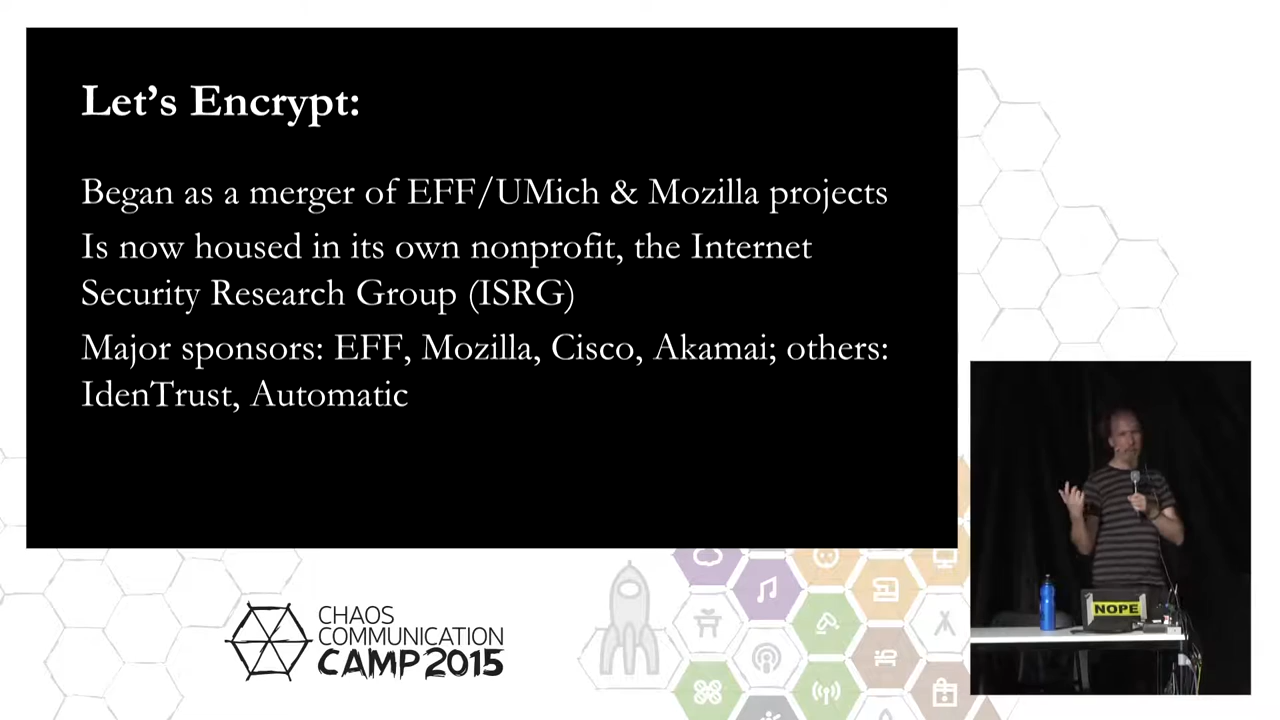 Let’s Encrypt:
Began as a merger of EFF/UMich & Mozilla projects
Is now housed in its own nonprofit, the Internet
Security Research Group (ISRG)
Major sponsors: EFF, Mozilla, Cisco, Akamai; others:
IdenTrust, Automatic
NOPE
CHAOS
COMMUNICATION
CAMP 2015